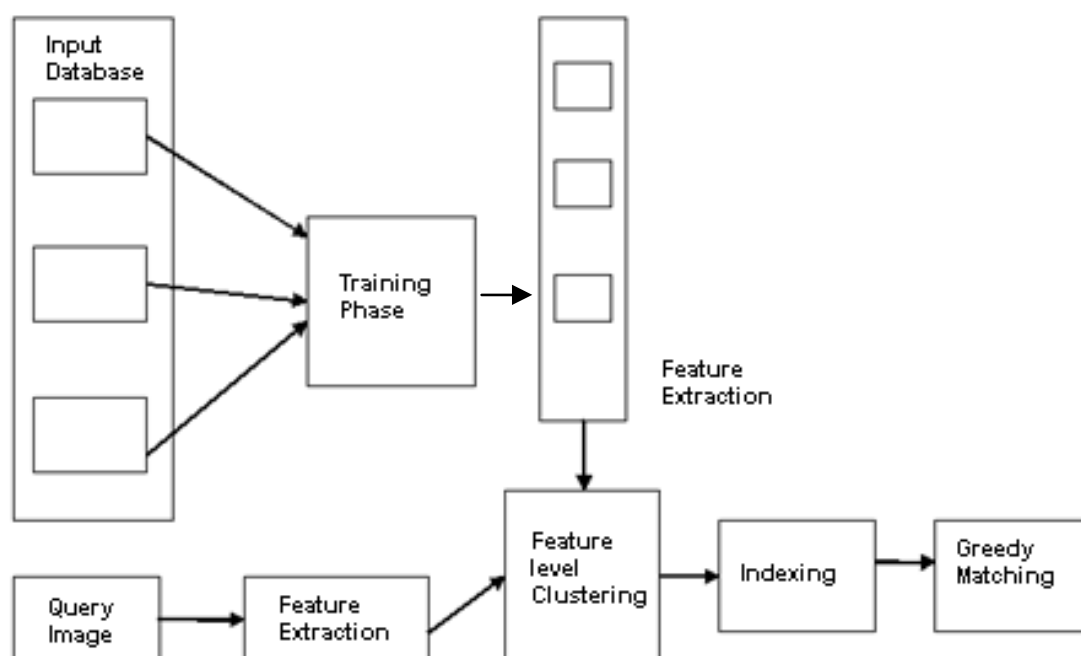 Input
Database
Training
Phase
Feature
Extraction
Query
Image
Feature
Extraction
Feature
level
Clustering
Indexing
Greedy
Matching